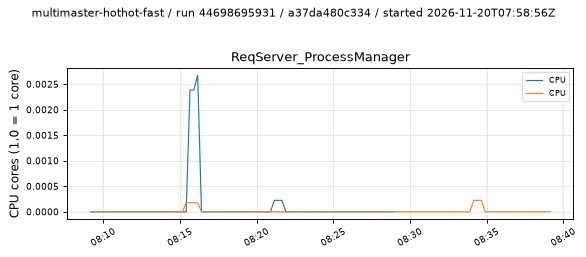 multimaster-hothot-fast / run 44698695931 / a37da480c334 / started 2026-11-20T07:58:56Z
ReqServer_ProcessManager
CPU cores (1.0 = 1 core)
0.0025
0.0020
0.0015
0.0010
0.0005
0.0000
CPU
CPU
08:10
08:15
08:20
08:25
08:30
08:35
08:40